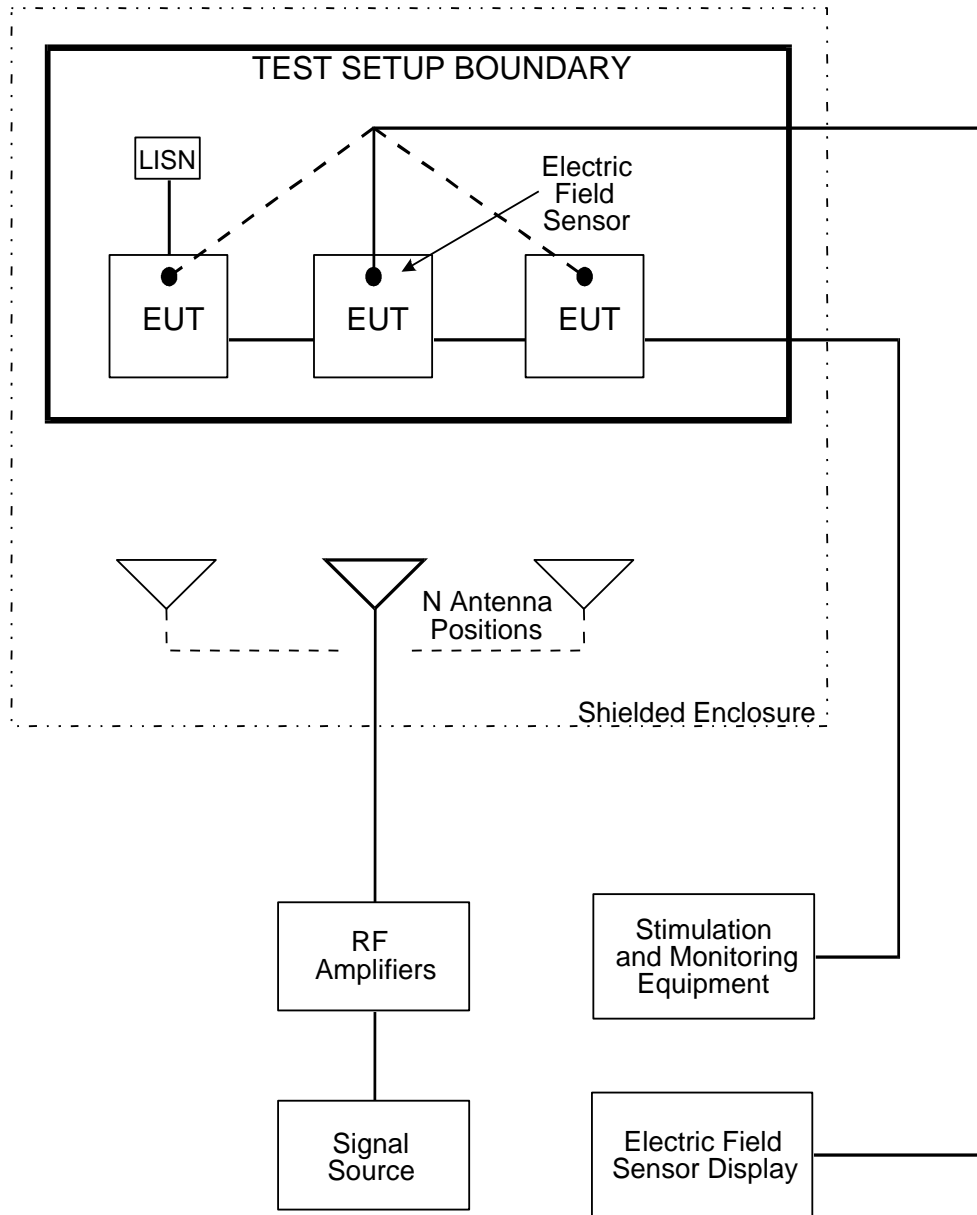 TEST SETUP BOUNDARY
LISN
Electric
Field
Sensor
EUT
EUT
EUT
N Antenna
Positions
Shielded Enclosure
RF
Amplifiers
Stimulation
and Monitoring
Equipment
Signal
Source
Electric Field
Sensor Display